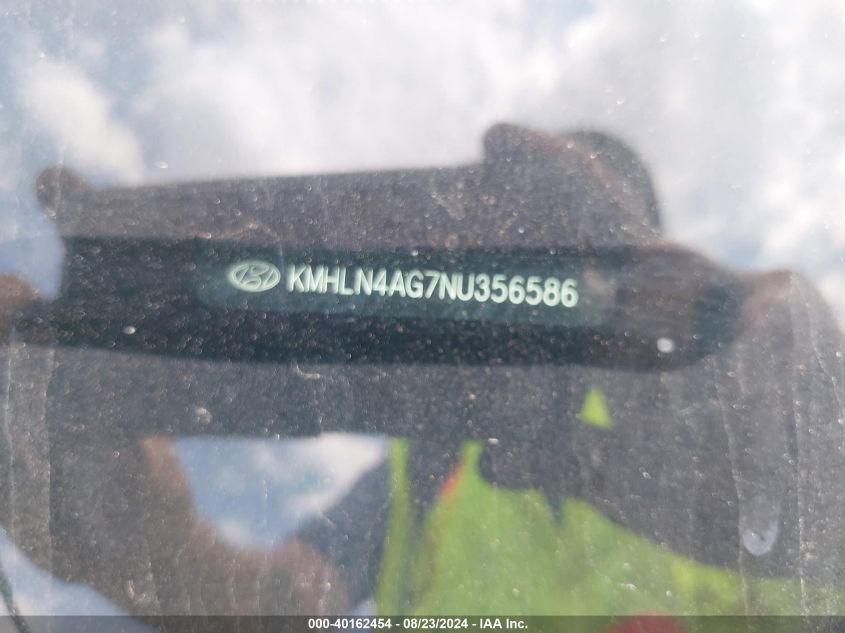 KMHLN4AG7NU356586
000-40162454 - 08/23/2024 - IAA Inc.